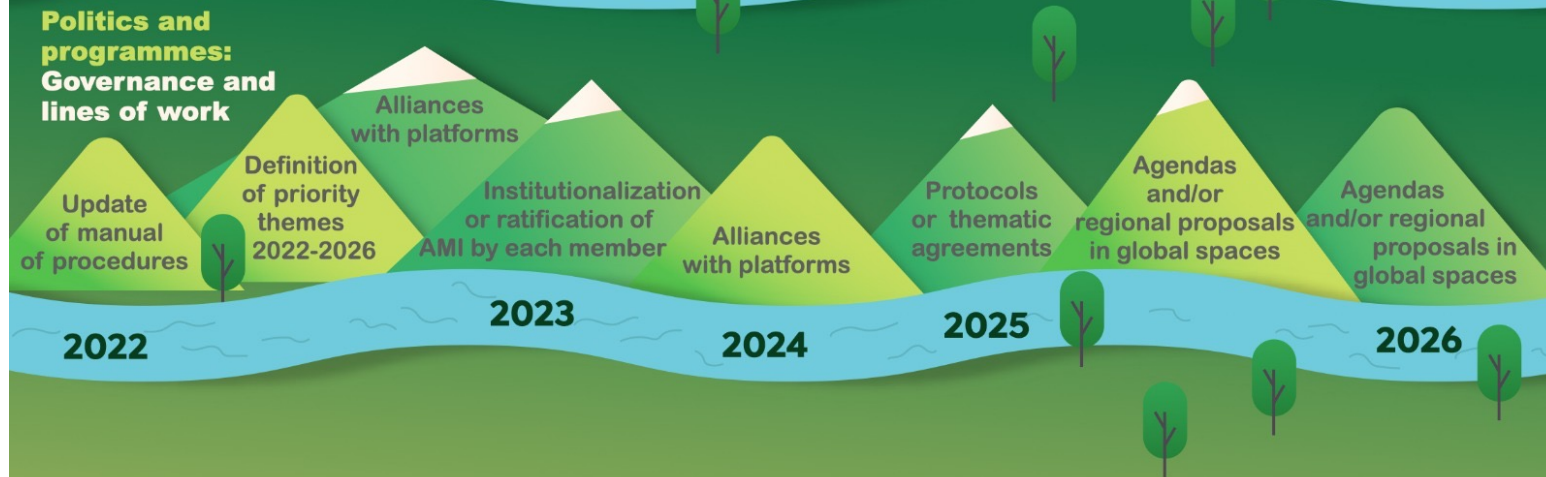 Politics and
programmes:
Governance and
lines of work
Update
of manual
of procedures
Definition
of priority
themes
2022-2026
Alliances
with platforms
Institutionalization
or ratification of
AMI by each member
Alliances
with platforms
Protocols
or thematic
agreements
Agendas
and/or
regional proposals
in global spaces
Agendas
and/or regional
proposals in
global spaces
2022
2023
2024
2025
2026